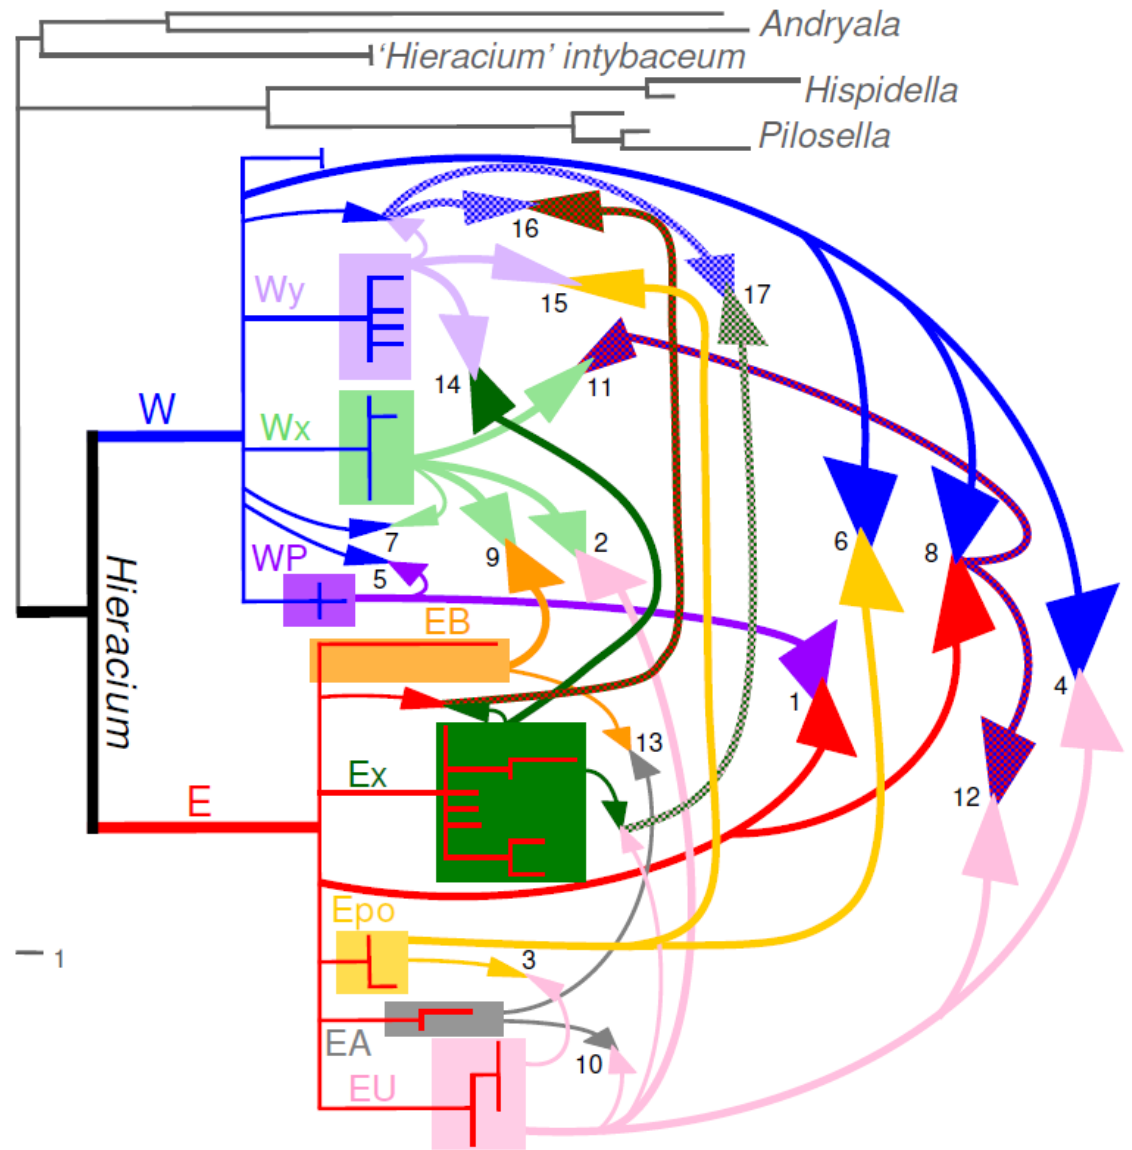 Andryala
'Hieracium' intybaceum
Hispidella
Pilosella
16
Wy
15
17
14
11
W
Wx
7
9
2
6
8
WP
5
Hieracium
EB
1
4
13
Ex
12
E
Epo
1
3
EA
10
EU